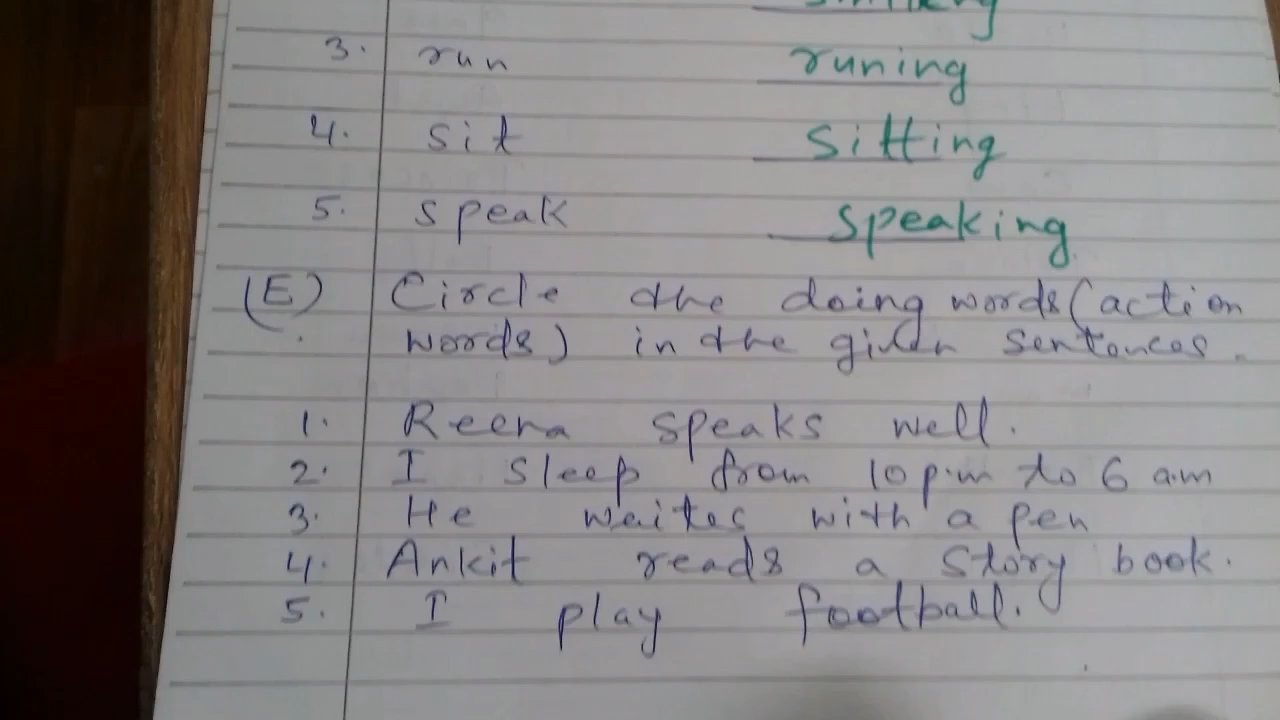 3. run runing
4. sit sitting
5. speak speaking
(E) Circle the doing words (action
words) in the given sentences.
1. Reena speaks well.
2. I sleep from 10 p.m to 6 a.m
3. He writes with a pen
4. Ankit reads a story book.
5. I play football.